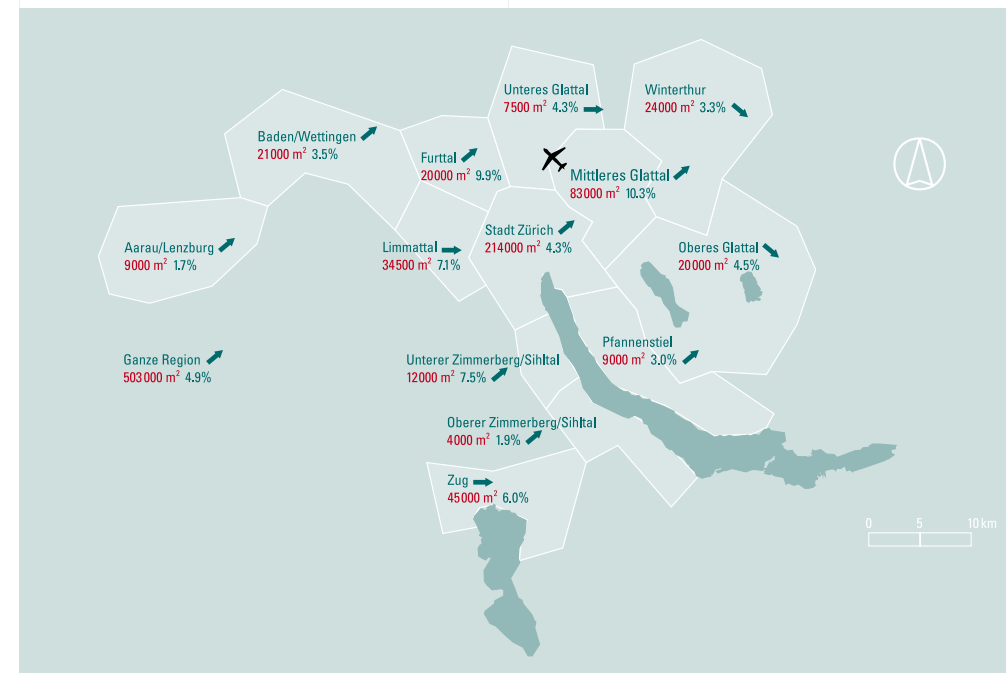 Unteres Glattal
7500 m² 4.3%
Winterthur
24000 m² 3.3%
Baden/Wettingen
21000 m² 3.5%
Furttal
20000 m² 9.9%
Mittleres Glattal
83000 m² 10.3%
Aarau/Lenzburg
9000 m² 1.7%
Limmattal
34500 m² 7.1%
Stadt Zürich
214000 m² 4.3%
Oberes Glattal
20000 m² 4.5%
Ganze Region
503000 m² 4.9%
Unterer Zimmerberg/Sihltal
12000 m² 7.5%
Pfannenstiel
9000 m² 3.0%
Oberer Zimmerberg/Sihltal
4000 m² 1.9%
Zug
45000 m² 6.0%
0 5 10 km